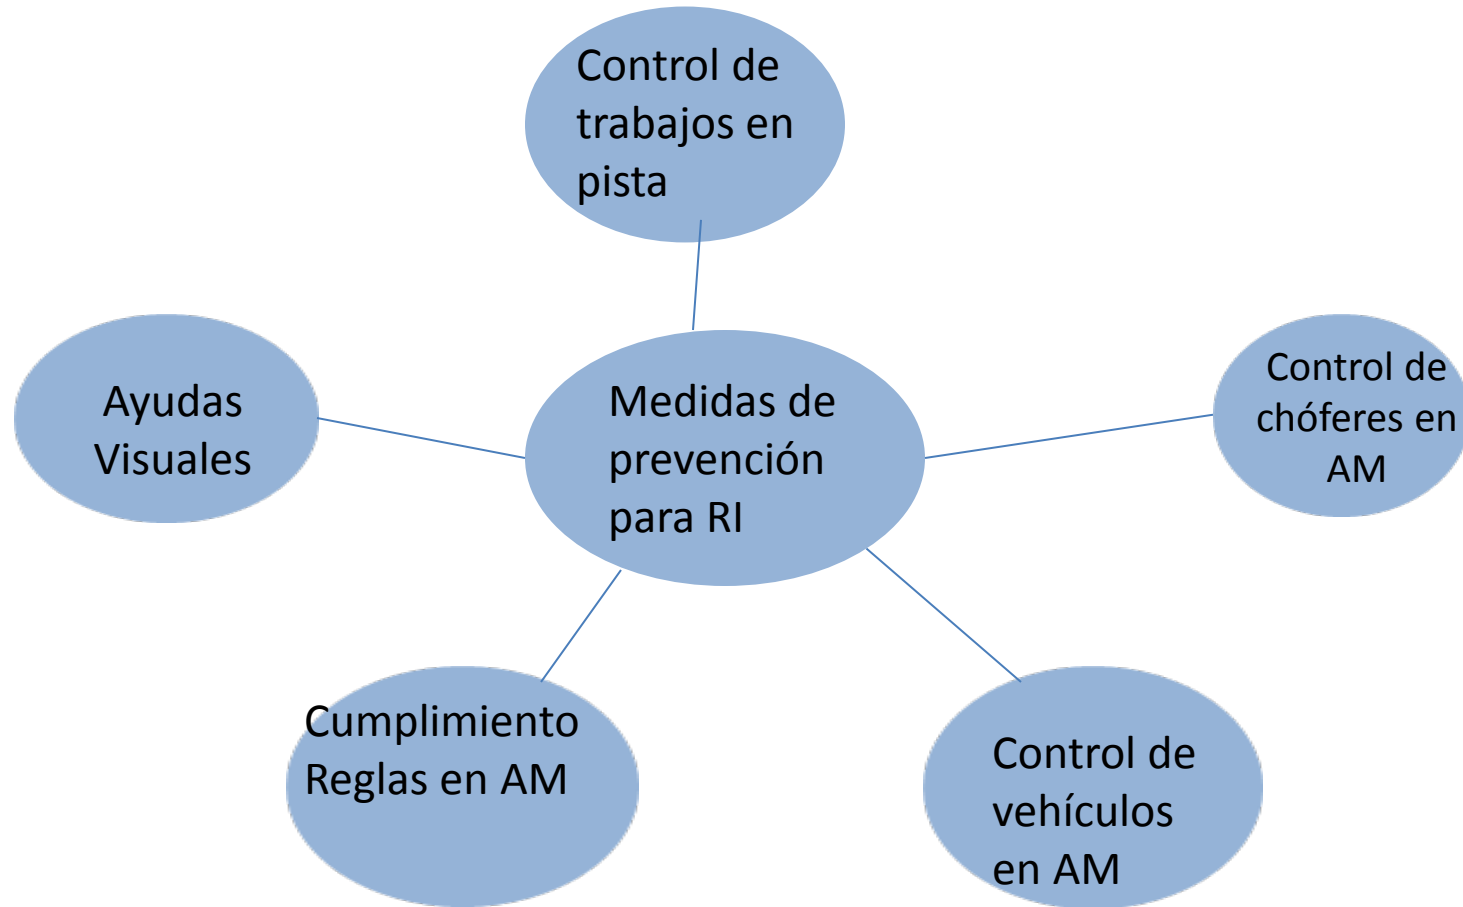 Control de
trabajos en
pista
Ayudas
Visuales
Medidas de
prevención
para RI
Control de
chóferes en
AM
Cumplimiento
Reglas en AM
Control de
vehículos
en AM